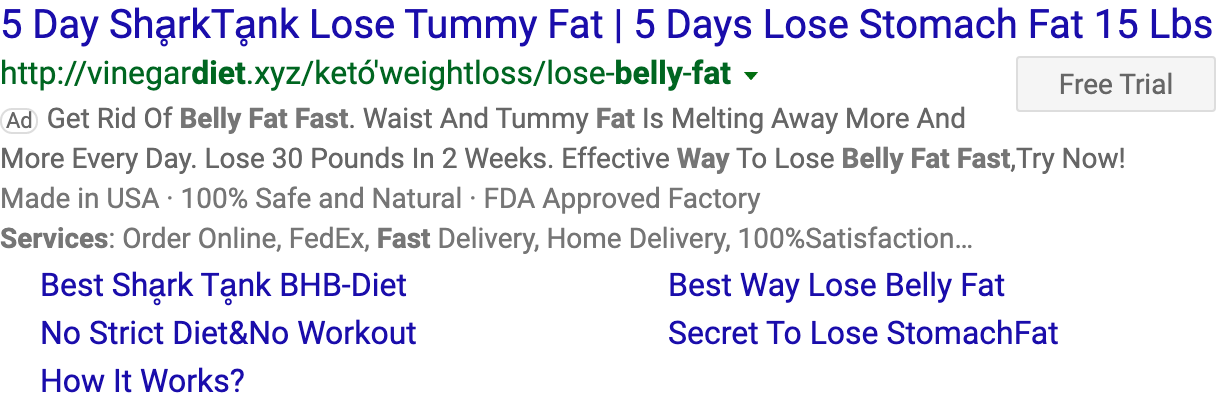 5 Day Shḁrk​Tḁnk Lose Tummy Fat | 5 Days Lose Stomach Fat 15 Lbs
http://vinegardiet.xyz/ketó'weightloss/lose-belly-fat
Free Trial
Ad Get Rid Of Belly Fat Fast. Waist And Tummy Fat Is Melting Away More And
More Every Day. Lose 30 Pounds In 2 Weeks. Effective Way To Lose Belly Fat Fast,Try Now!
Made in USA · 100% Safe and Natural · FDA Approved Factory
Services: Order Online, FedEx, Fast Delivery, Home Delivery, 100%Satisfaction...
Best Shḁrk Tḁnk BHB-Diet
Best Way Lose Belly Fat
No Strict Diet&No Workout
Secret To Lose StomachFat
How It Works?